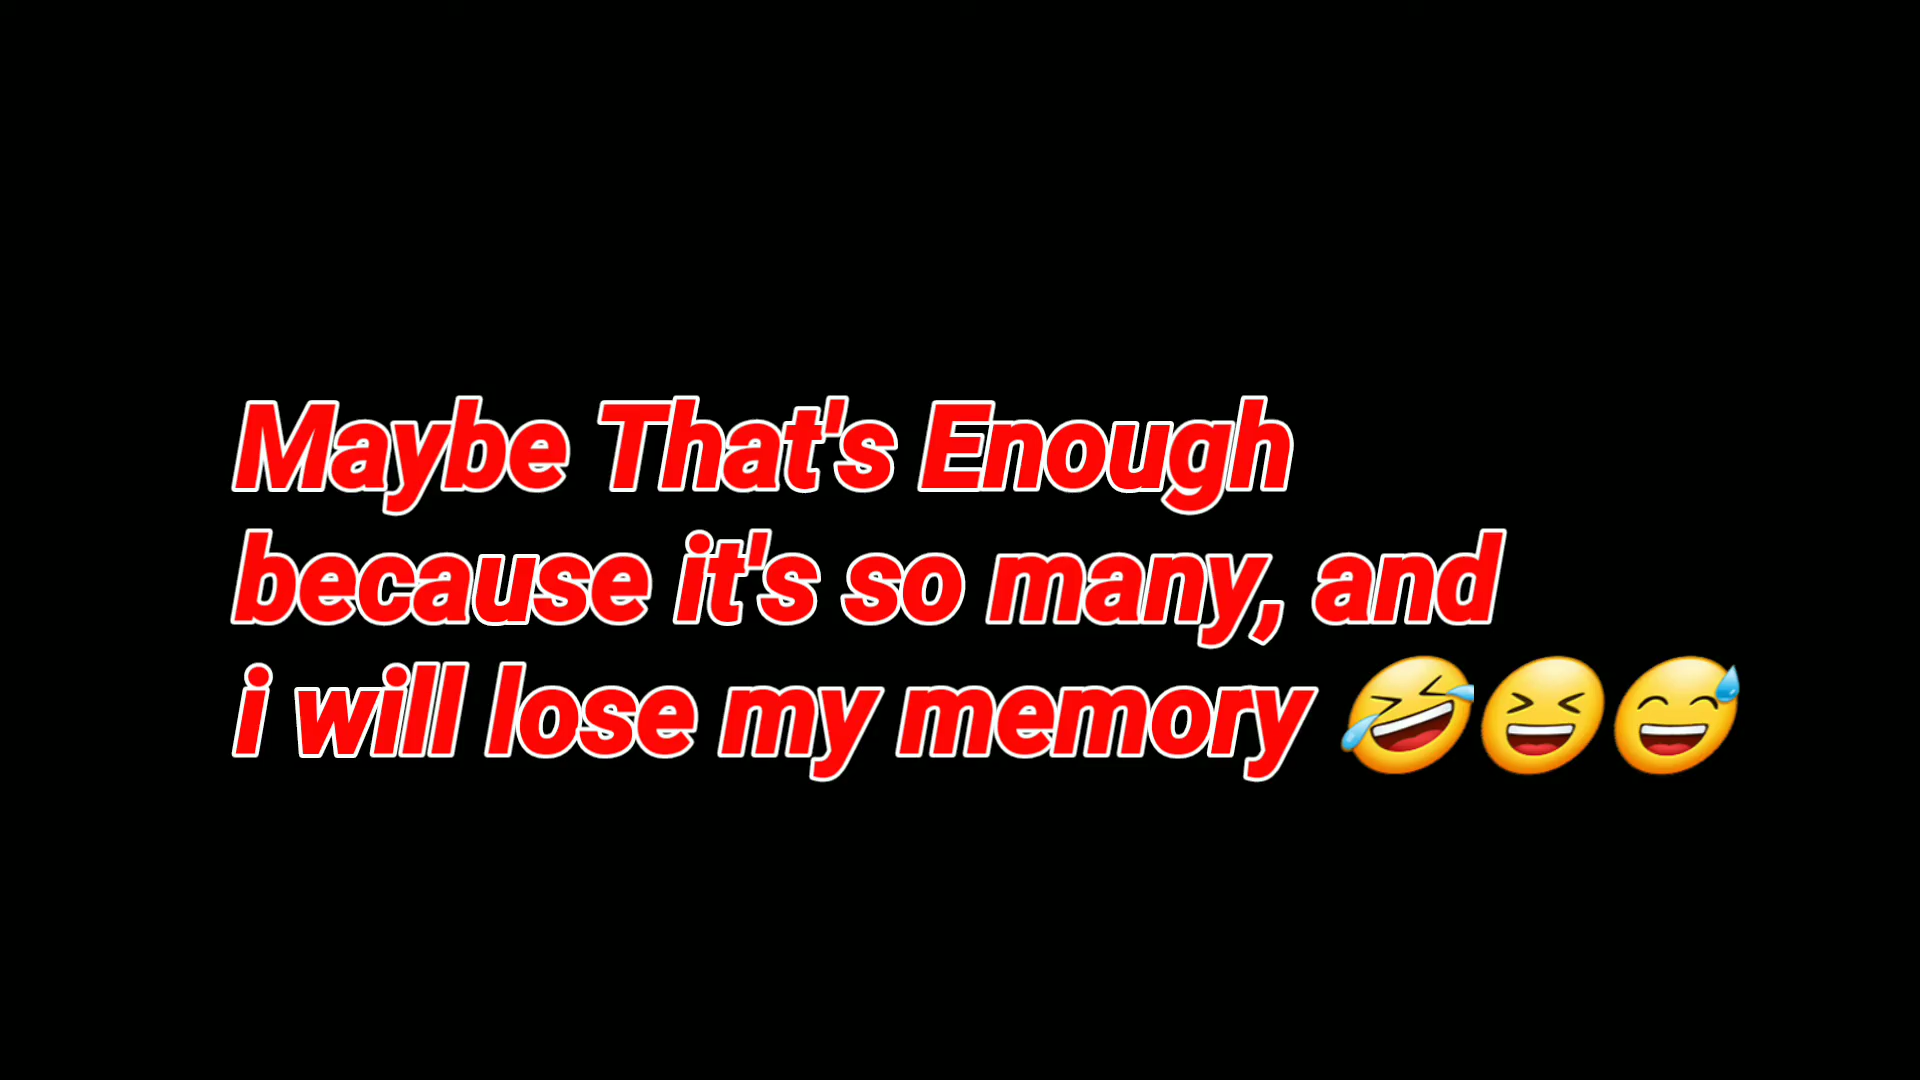 Maybe That's Enough
because it's so many, and
i will lose my memory 🤣😆😅